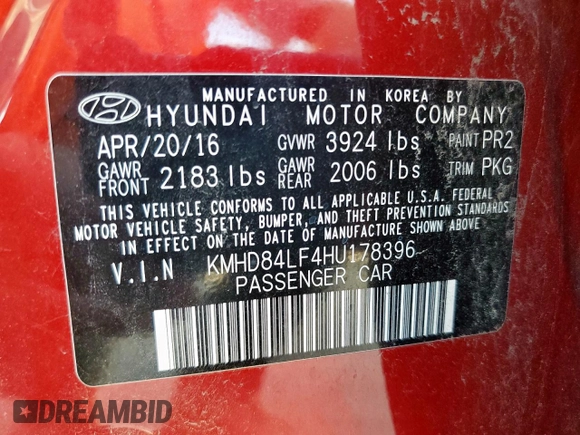 MANUFACTURED IN KOREA BY
HYUNDAI MOTOR COMPANY
APR/20/16 GVWR 3924 lbs PAINT PR2
GAWR FRONT 2183 lbs GAWR REAR 2006 lbs TRIM PKG
THIS VEHICLE CONFORMS TO ALL APPLICABLE U.S.A. FEDERAL
MOTOR VEHICLE SAFETY, BUMPER, AND THEFT PREVENTION STANDARDS
IN EFFECT ON THE DATE OF MANUFACTURE SHOWN ABOVE.
V.I.N KMHD84LF4HU178396
PASSENGER CAR
DREAMBID